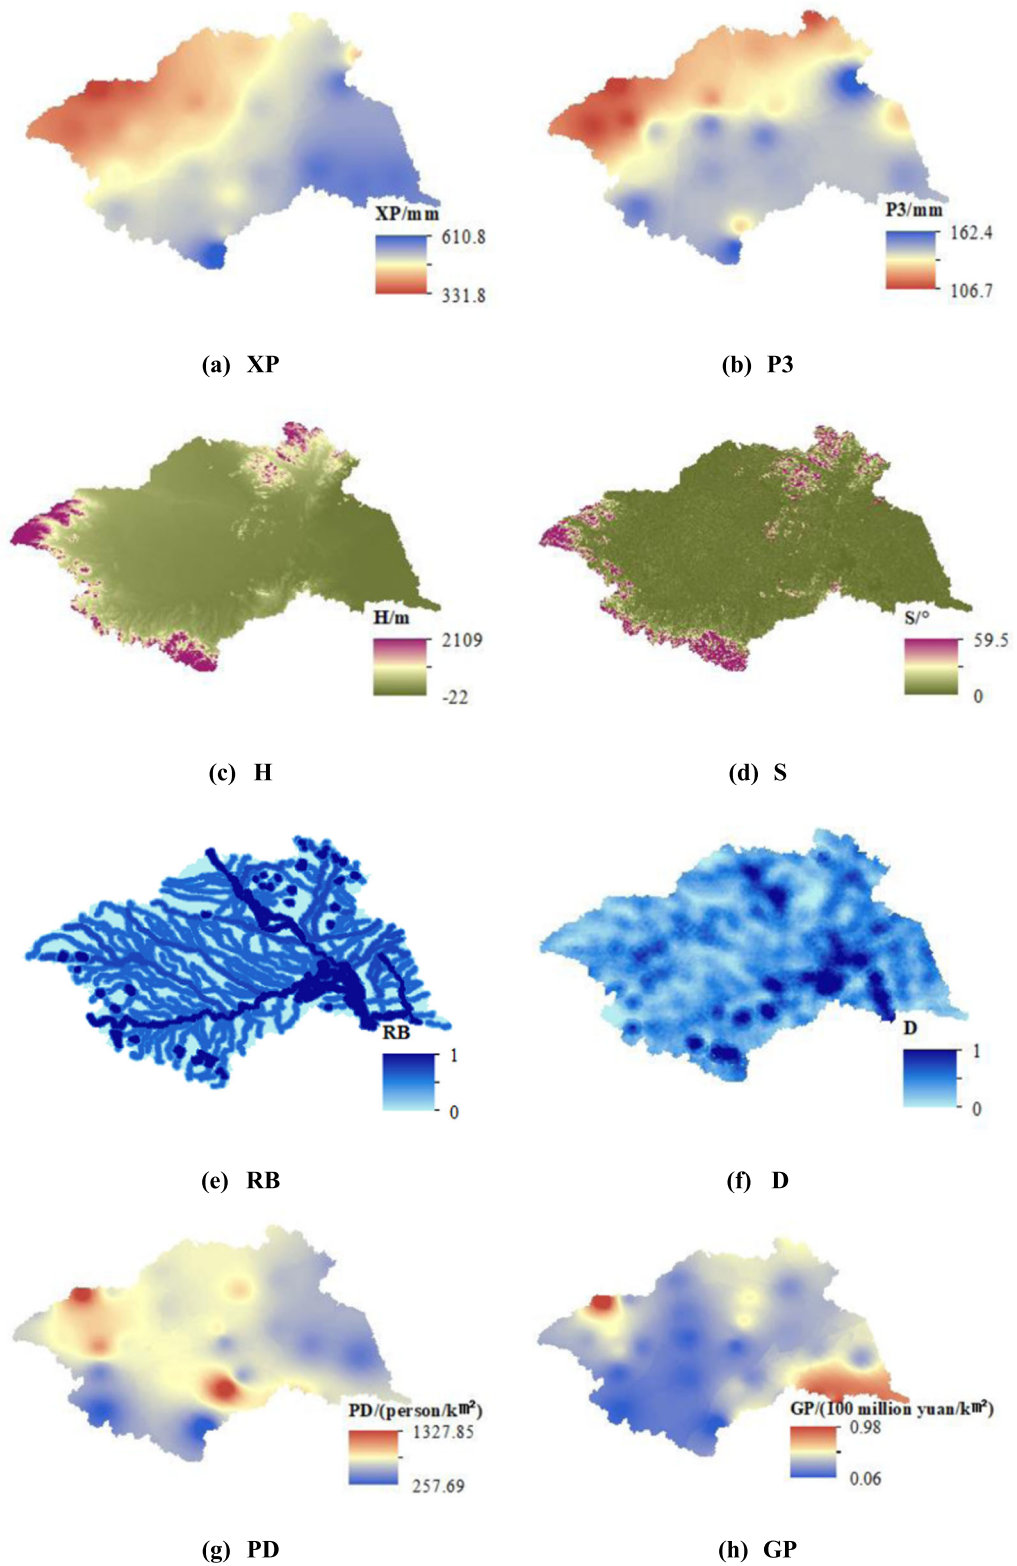 XP/mm
610.8
331.8
P3/mm
162.4
106.7
(a) XP
(b) P3
H/m
2109
-22
S/°
59.5
0
(c) H
(d) S
RB
1
0
D
1
0
(e) RB
(f) D
PD/(person/km²)
1327.85
257.69
GP/(100 million yuan/km²)
0.98
0.06
(g) PD
(h) GP